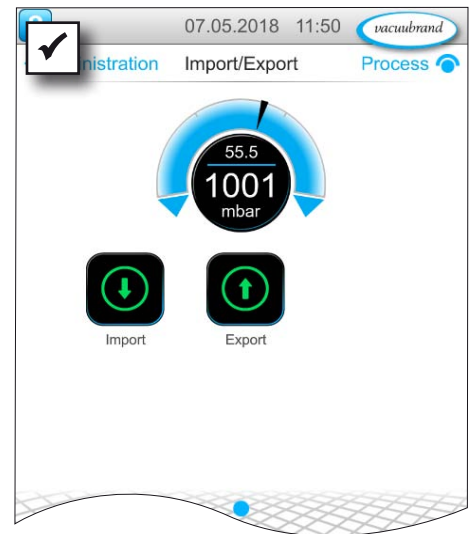 07.05.2018 11:50 vacuubrand
nistration Import/Export Process
55.5
1001
mbar
Import Export